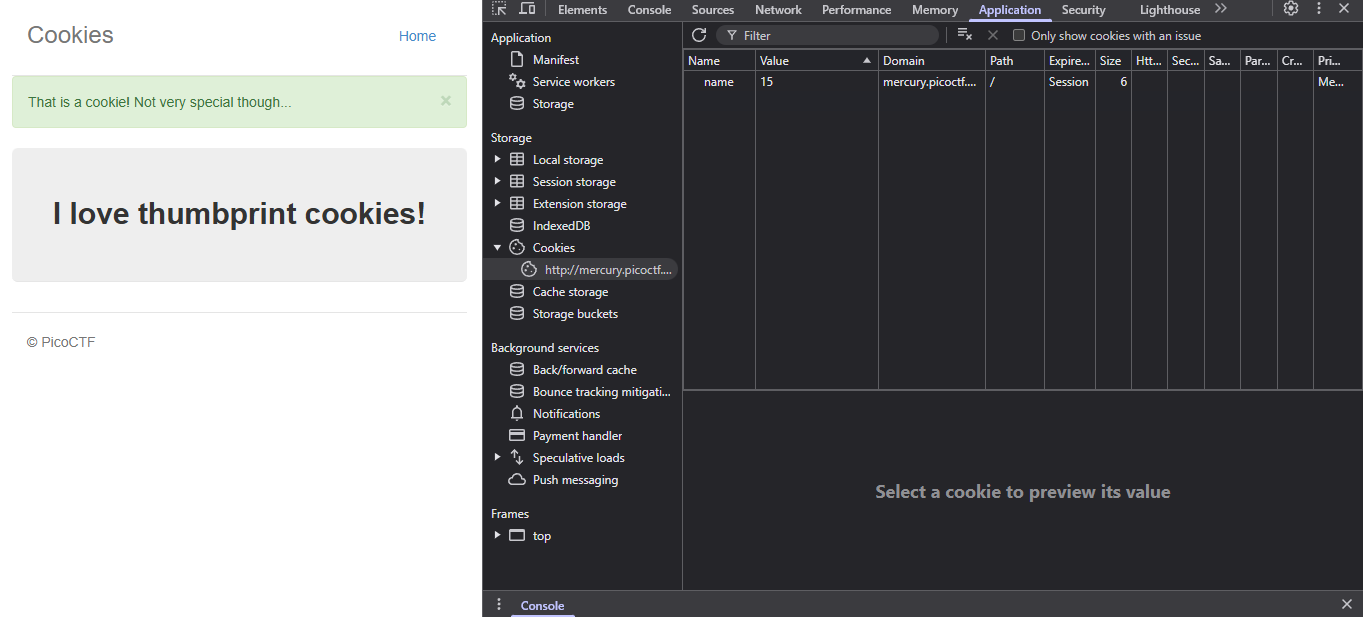 Cookies
Home
That is a cookie! Not very special though...
×
I love thumbprint cookies!
© PicoCTF
Elements Console Sources Network Performance Memory Application Security Lighthouse
Application
Manifest
Service workers
Storage
Storage
Local storage
Session storage
Extension storage
IndexedDB
Cookies
http://mercury.picoctf....
Cache storage
Storage buckets
Background services
Back/forward cache
Bounce tracking mitigati...
Notifications
Payment handler
Speculative loads
Push messaging
Frames
top
Filter
Only show cookies with an issue
Name Value Domain Path Expire... Size Htt... Sec... Sa... Par... Cr... Pri...
name 15 mercury.picoctf.... / Session 6 Me...
Select a cookie to preview its value
Console